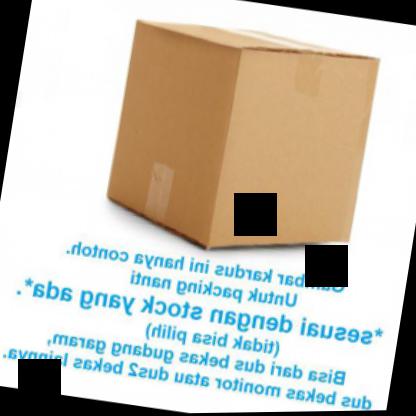 bar kardus ini hanya contoh.
Untuk packing nanti
*sesuai dengan stock yang ada*.
(tidak bisa pilih)
Bisa dari dus bekas gudang garam,
dus bekas monitor atau dus2 bekas lainnya.